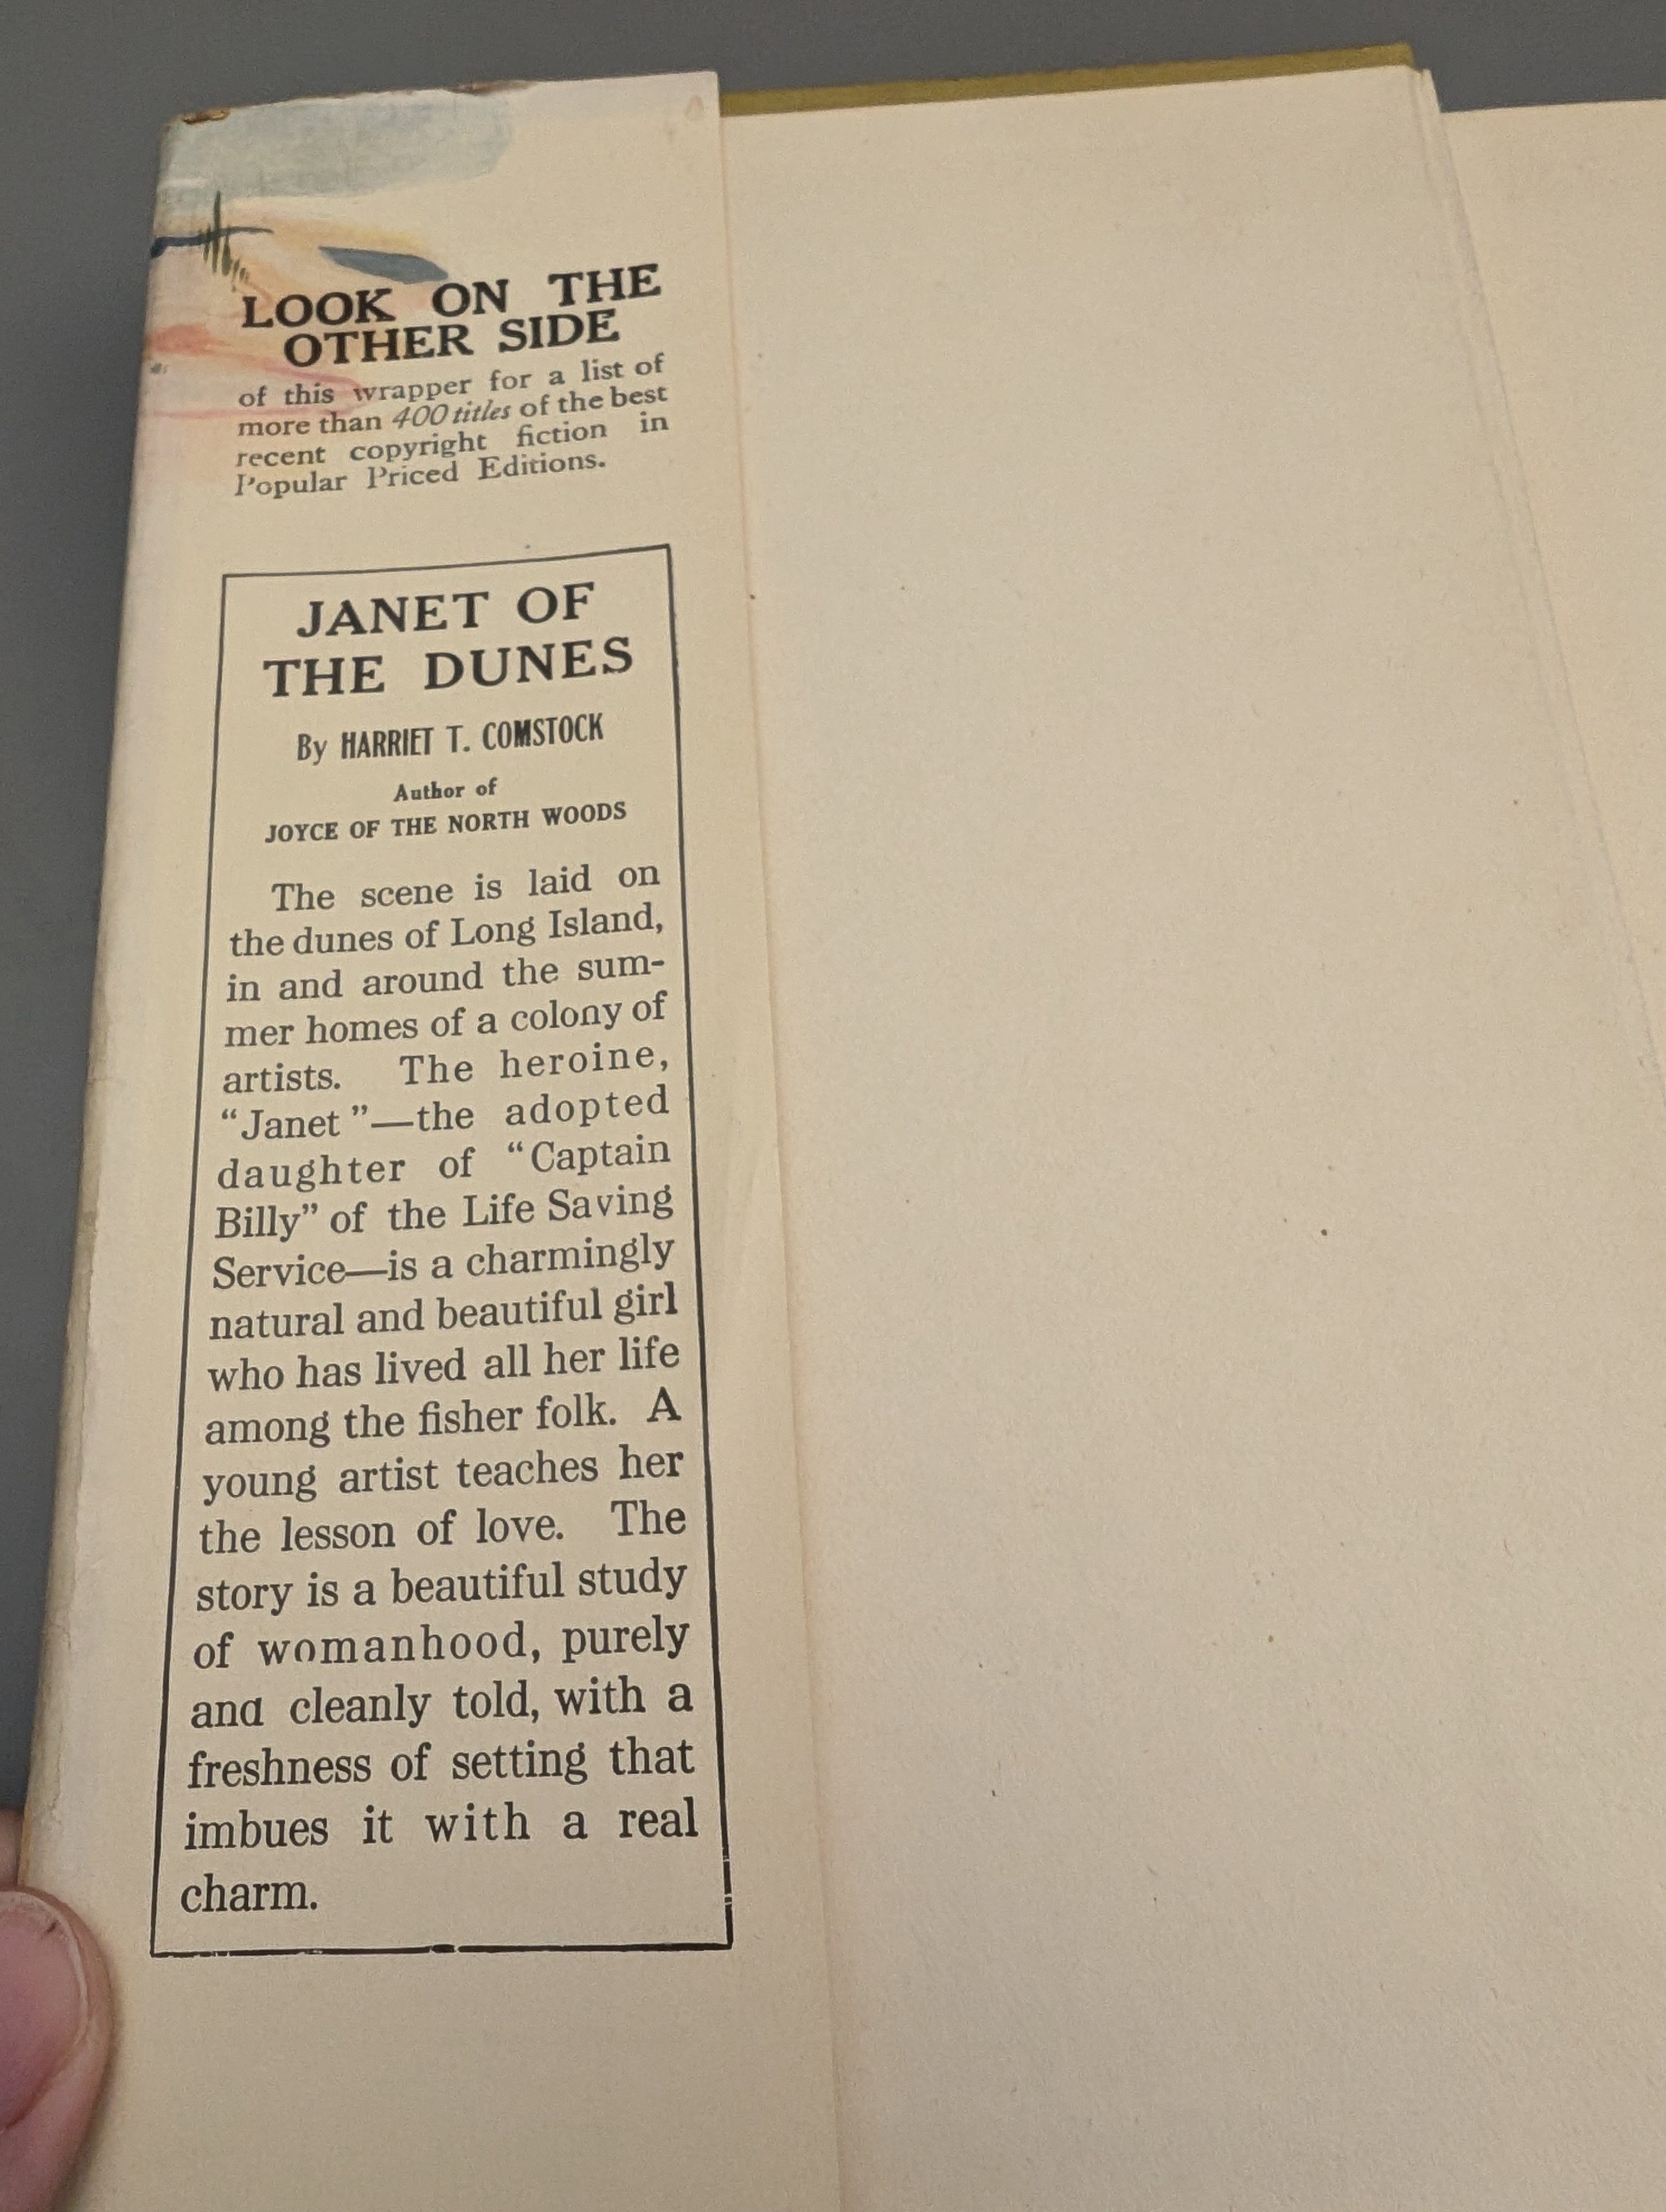 LOOK ON THE
OTHER SIDE
of this wrapper for a list of
more than 400 titles of the best
recent copyright fiction in
Popular Priced Editions.
JANET OF
THE DUNES
By HARRIET T. COMSTOCK
Author of
JOYCE OF THE NORTH WOODS
The scene is laid on
the dunes of Long Island,
in and around the sum-
mer homes of a colony of
artists. The heroine,
“Janet”—the adopted
daughter of “Captain
Billy” of the Life Saving
Service—is a charmingly
natural and beautiful girl
who has lived all her life
among the fisher folk. A
young artist teaches her
the lesson of love. The
story is a beautiful study
of womanhood, purely
and cleanly told, with a
freshness of setting that
imbues it with a real
charm.